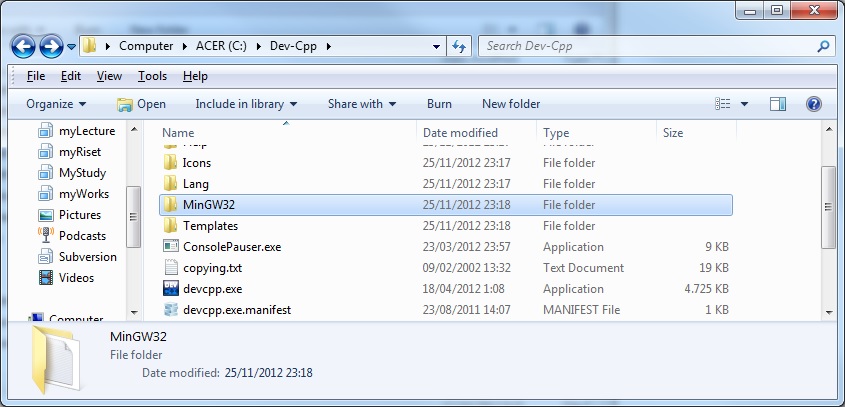 Computer ▸ ACER (C:) ▸ Dev-Cpp ▸
Search Dev-Cpp
File Edit View Tools Help
Organize Open Include in library Share with Burn New folder
myLecture
myRiset
MyStudy
myWorks
Pictures
Podcasts
Subversion
Videos
Computer
Name Date modified Type Size
Icons 25/11/2012 23:17 File folder
Lang 25/11/2012 23:17 File folder
MinGW32 25/11/2012 23:18 File folder
Templates 25/11/2012 23:18 File folder
ConsolePauser.exe 23/03/2012 23:57 Application 9 KB
copying.txt 09/02/2002 13:32 Text Document 19 KB
devcpp.exe 18/04/2012 1:08 Application 4.725 KB
devcpp.exe.manifest 23/08/2011 14:07 MANIFEST File 1 KB
MinGW32
File folder
Date modified: 25/11/2012 23:18